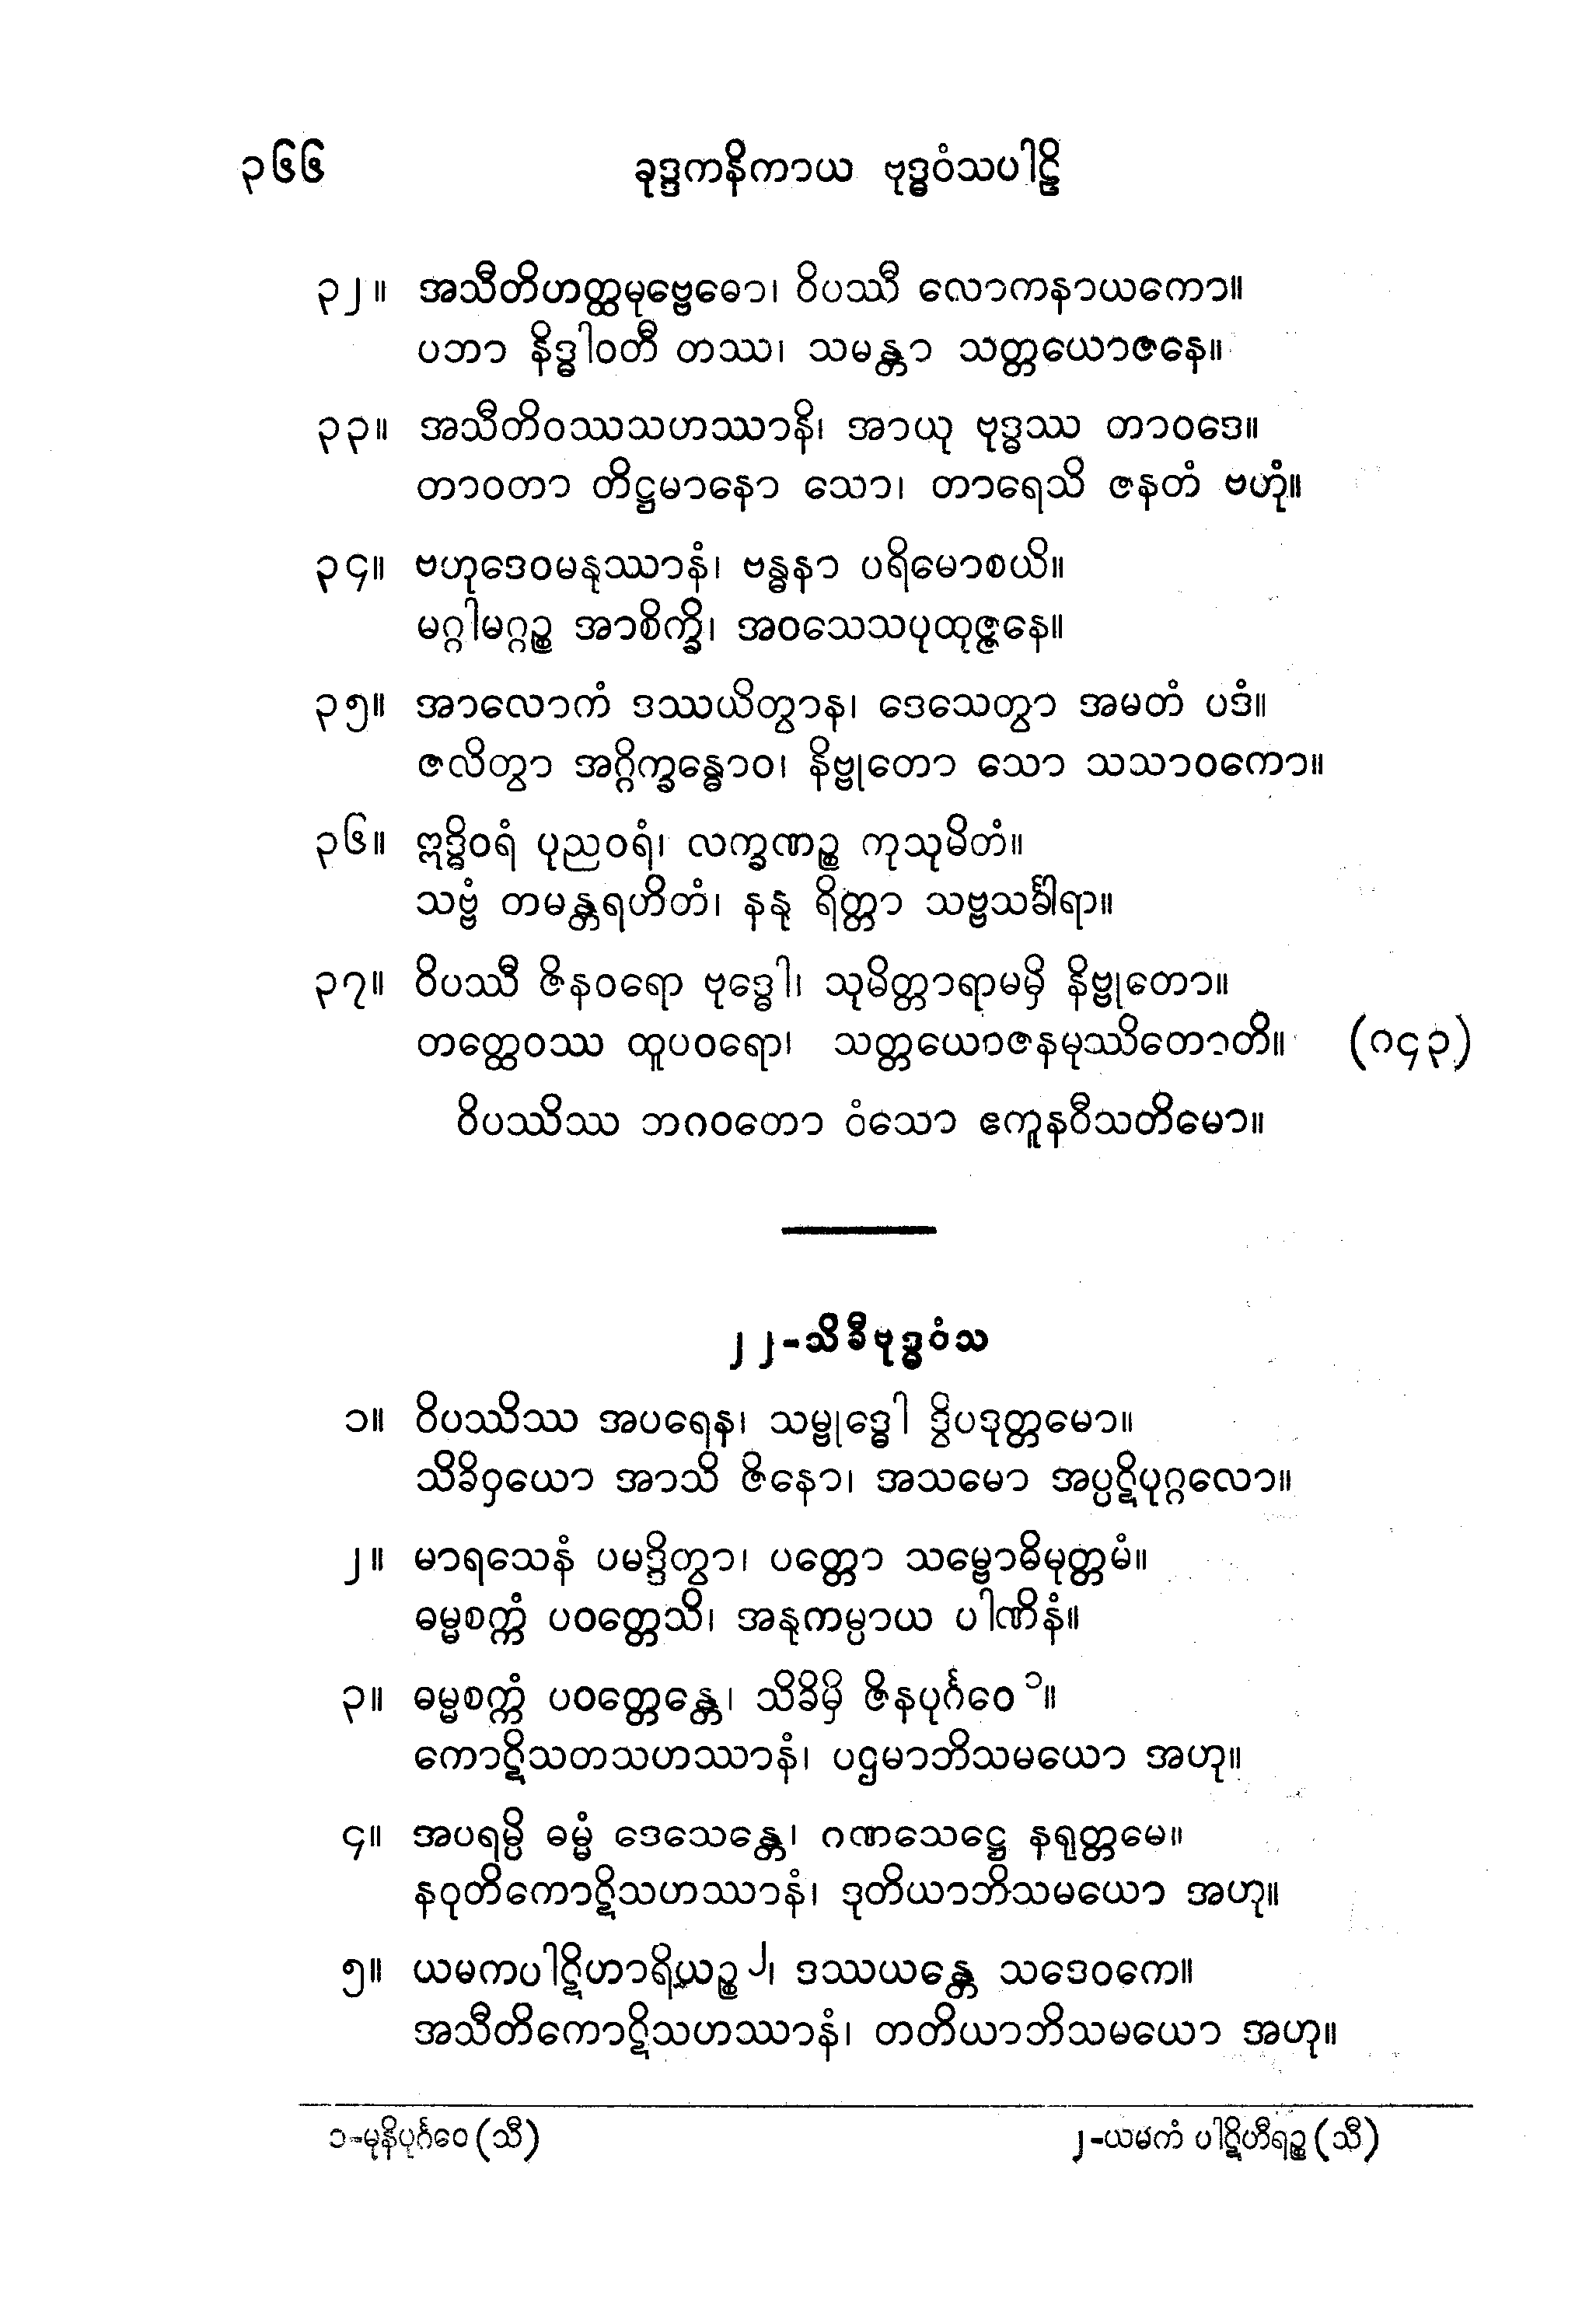 ၃၆၆ ခုဒ္ဒကနိကာယ ဗုဒ္ဓဝံသပါဠိ
၃၂။ အသီတိဟတ္ထမုဗ္ဗေဓော၊ ဝိပဿီ လောကနာယကော။
ပဘာ နိဒ္ဓါဝတီ တဿ၊ သမန္တာ သတ္တယောဇနေ။
၃၃။ အသီတိဝဿသဟဿာနိ၊ အာယု ဗုဒ္ဓဿ တာဝဒေ။
တာဝတာ တိဋ္ဌမာနော သော၊ တာရေသိ ဇနတံ ဗဟုံ။
၃၄။ ဗဟုဒေဝမနုဿာနံ၊ ဗန္ဓနာ ပရိမောစယိ။
မဂ္ဂါမဂ္ဂဉ္စ အာစိက္ခိ၊ အဝသေသပုထုဇ္ဇနေ။
၃၅။ အာလောကံ ဒဿယိတွာန၊ ဒေသေတွာ အမတံ ပဒံ။
ဇလိတွာ အဂ္ဂိက္ခန္ဓောဝ၊ နိဗ္ဗုတော သော သသာဝကော။
၃၆။ ဣဒ္ဓိဝရံ ပုညဝရံ၊ လက္ခဏဉ္စ ကုသုမိတံ။
သဗ္ဗံ တမန္တရဟိတံ၊ နနု ရိတ္တာ သဗ္ဗသင်္ခါရာ။
၃၇။ ဝိပဿီ ဇိနဝရော ဗုဒ္ဓေါ၊ သုမိတ္တာရာမမှိ နိဗ္ဗုတော။
တတ္ထေဝဿ ထူပဝရော၊ သတ္တယောဇနမုဿိတောတိ။ (ဂ၄၃)
ဝိပဿိဿ ဘဂဝတော ဝံသော ဧကူနဝီသတိမော။
၂၂-သိခီဗုဒ္ဓဝံသ
၁။ ဝိပဿိဿ အပရေန၊ သမ္ဗုဒ္ဓေါ ဒွိပဒုတ္တမော။
သိခိဝှယော အာသိ ဇိနော၊ အသမော အပ္ပဋိပုဂ္ဂလော။
၂။ မာရသေနံ ပမဒ္ဒိတွာ၊ ပတ္တော သမ္ဗောဓိမုတ္တမံ။
ဓမ္မစက္ကံ ပဝတ္တေသိ၊ အနုကမ္ပာယ ပါဏိနံ။
၃။ ဓမ္မစက္ကံ ပဝတ္တေန္တေ၊ သိခိမှိ ဇိနပုင်္ဂဝေ ၁။
ကောဋိသတသဟဿာနံ၊ ပဌမာဘိသမယော အဟု။
၄။ အပရမ္ပိ ဓမ္မံ ဒေသေန္တေ၊ ဂဏသေဋ္ဌေ နရုတ္တမေ။
နဝုတိကောဋိသဟဿာနံ၊ ဒုတိယာဘိသမယော အဟု။
၅။ ယမကပါဋိဟာရိယဉ္စ ၂၊ ဒဿယန္တေ သဒေဝကေ။
အသီတိကောဋိသဟဿာနံ၊ တတိယာဘိသမယော အဟု။
၁-မုနိပုင်္ဂဝေ (သီ) ၂-ယမကံ ပါဋိဟီရဉ္စ (သီ)